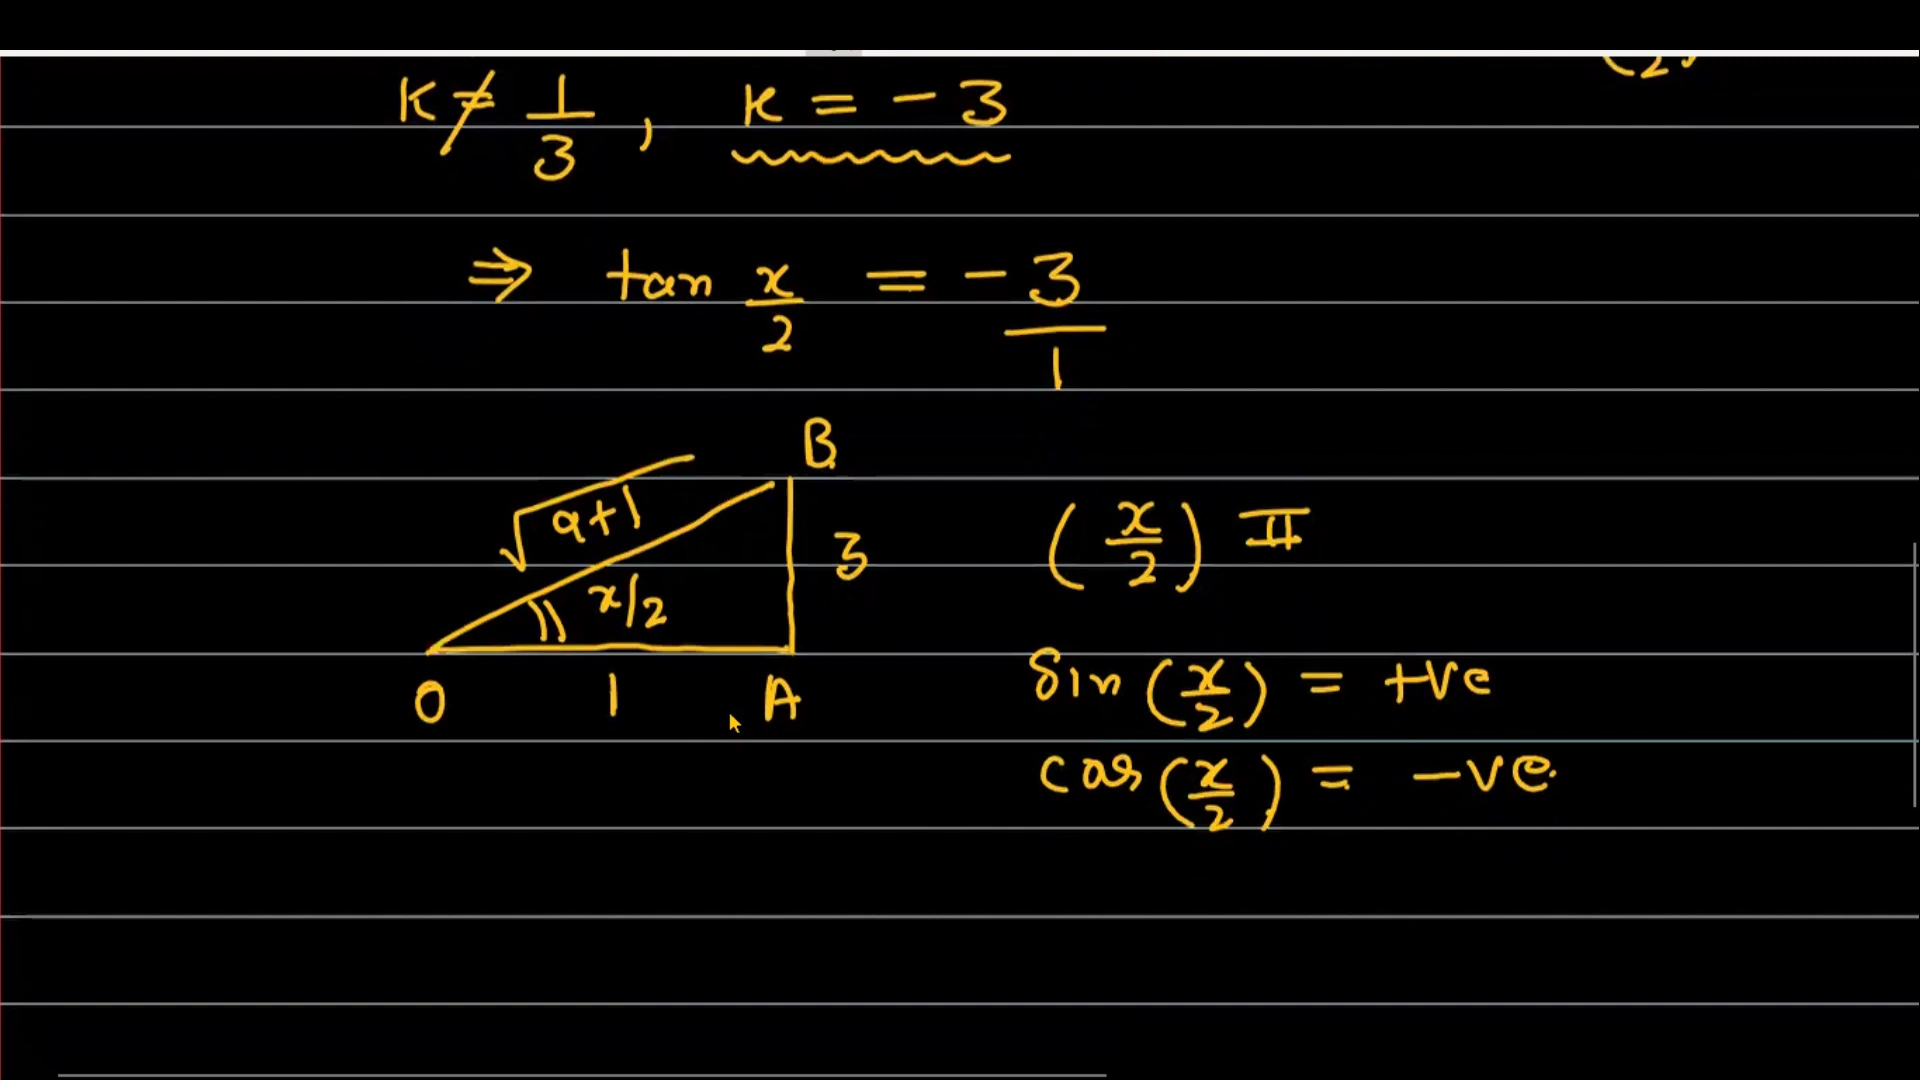 K ≠ 1/3 , K = -3
⇒ tan x/2 = -3/1
B
√9+1
3
x/2
O 1 A
(x/2) II
Sin (x/2) = +ve
cos (x/2) = -ve.